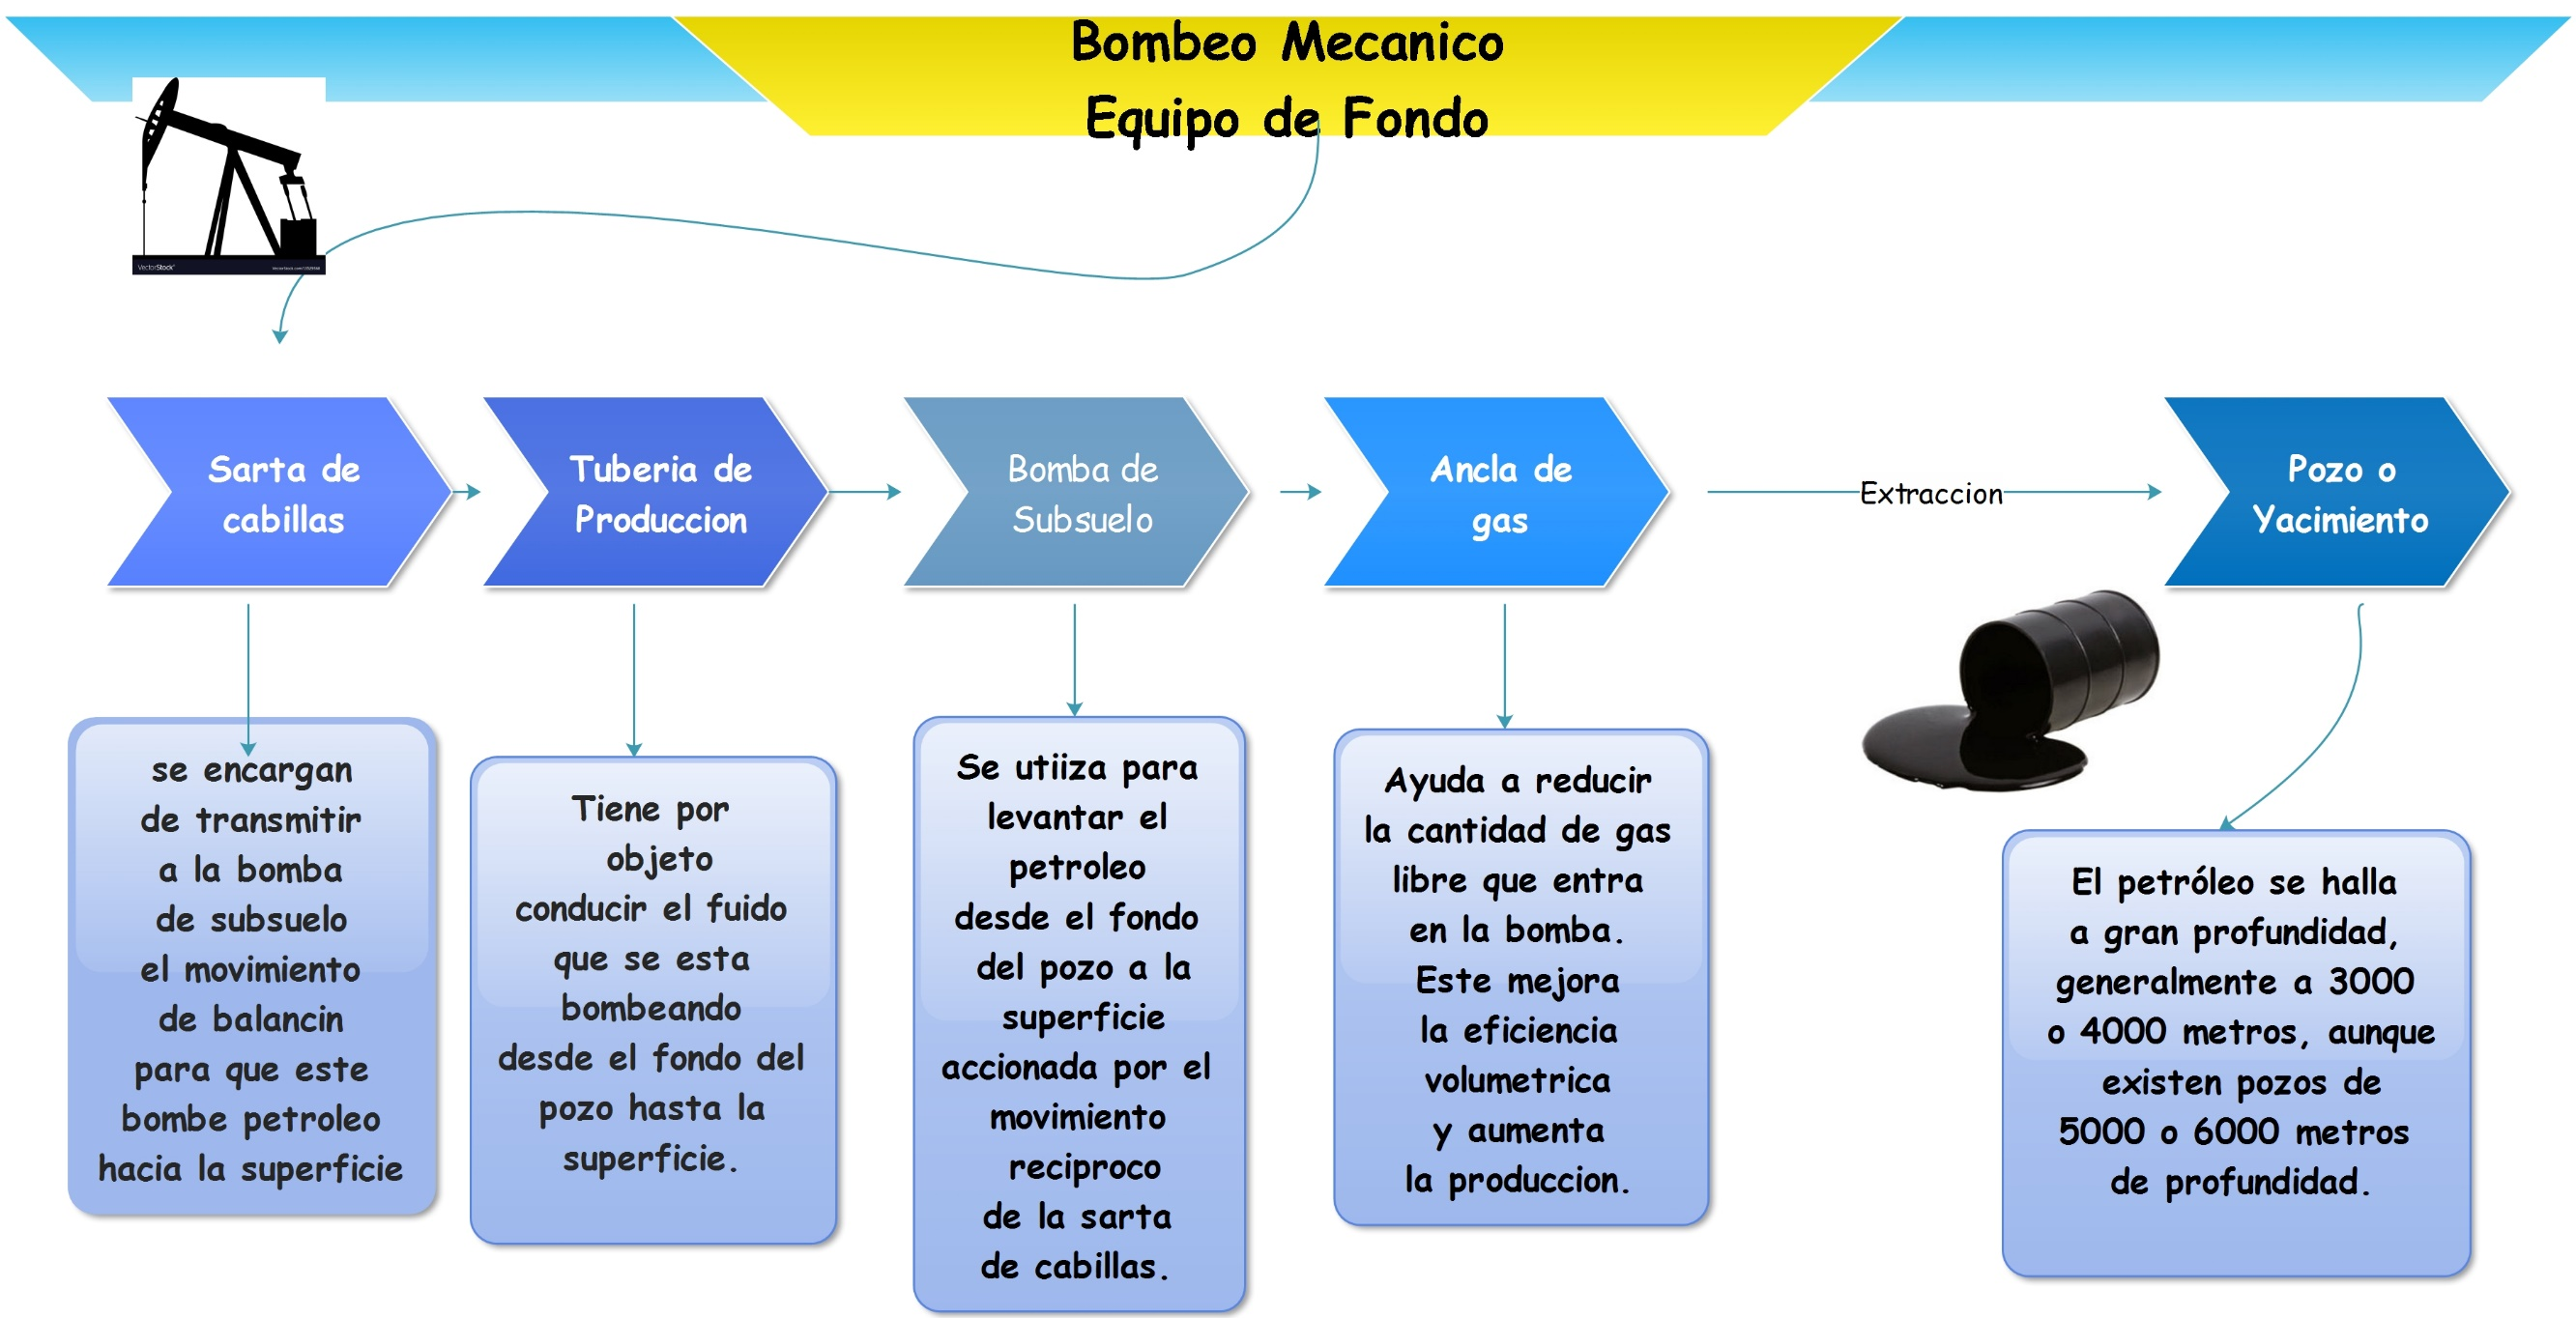 Bombeo Mecanico
Equipo de Fondo
VectorStock
Sarta de
cabillas
Tuberia de
Produccion
Bomba de
Subsuelo
Ancla de
gas
Extraccion
Pozo o
Yacimiento
se encargan
de transmitir
a la bomba
de subsuelo
el movimiento
de balancin
para que este
bombe petroleo
hacia la superficie
Tiene por
objeto
conducir el fuido
que se esta
bombeando
desde el fondo del
pozo hasta la
superficie.
Se utiiza para
levantar el
petroleo
desde el fondo
del pozo a la
superficie
accionada por el
movimiento
reciproco
de la sarta
de cabillas.
Ayuda a reducir
la cantidad de gas
libre que entra
en la bomba.
Este mejora
la eficiencia
volumetrica
y aumenta
la produccion.
El petróleo se halla
a gran profundidad,
generalmente a 3000
o 4000 metros, aunque
existen pozos de
5000 o 6000 metros
de profundidad.